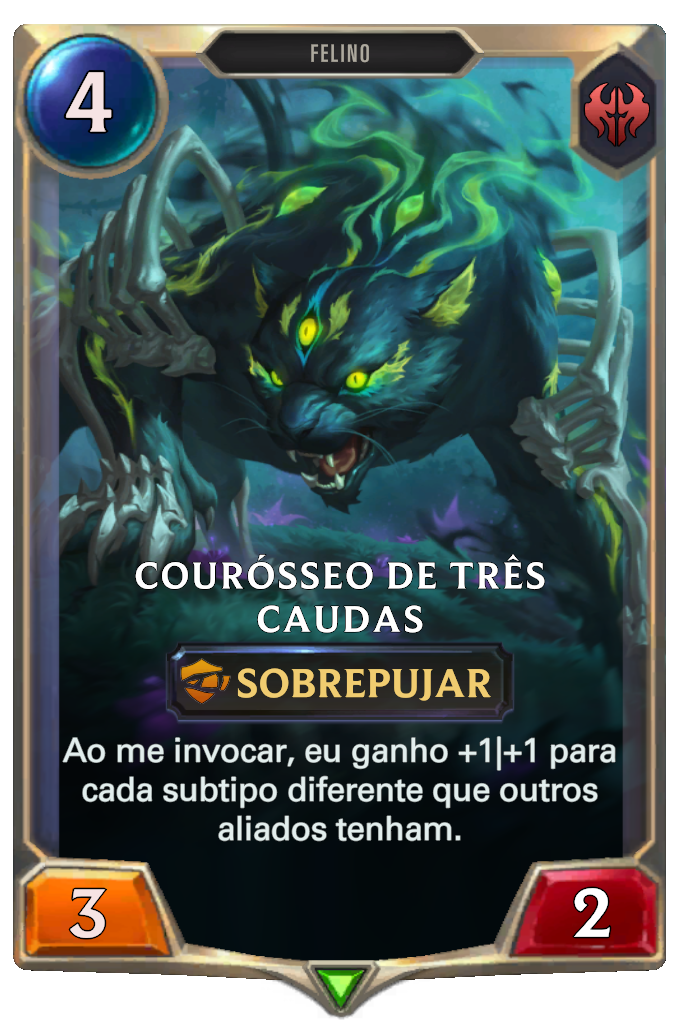 FELINO
4
COURÓSSEO DE TRÊS
CAUDAS
SOBREPUJAR
Ao me invocar, eu ganho +1|+1 para
cada subtipo diferente que outros
aliados tenham.
3
2